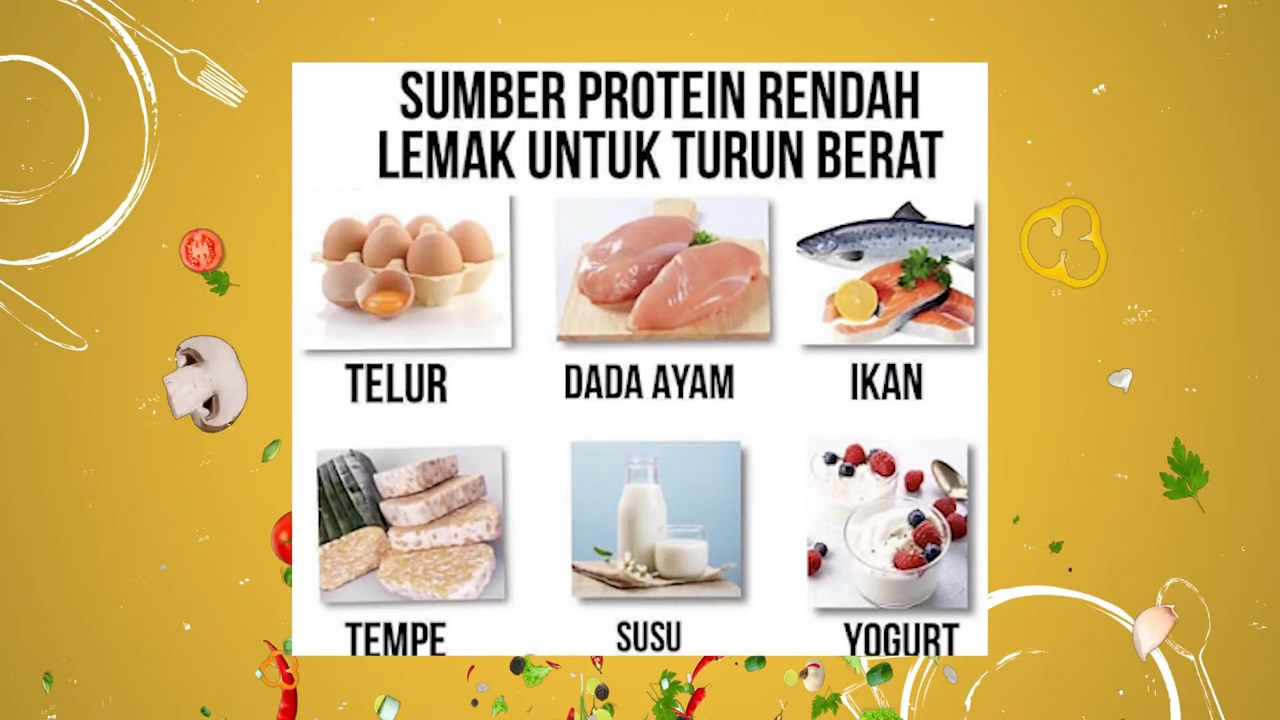 SUMBER PROTEIN RENDAH
LEMAK UNTUK TURUN BERAT
TELUR
DADA AYAM
IKAN
TEMPE
SUSU
YOGURT